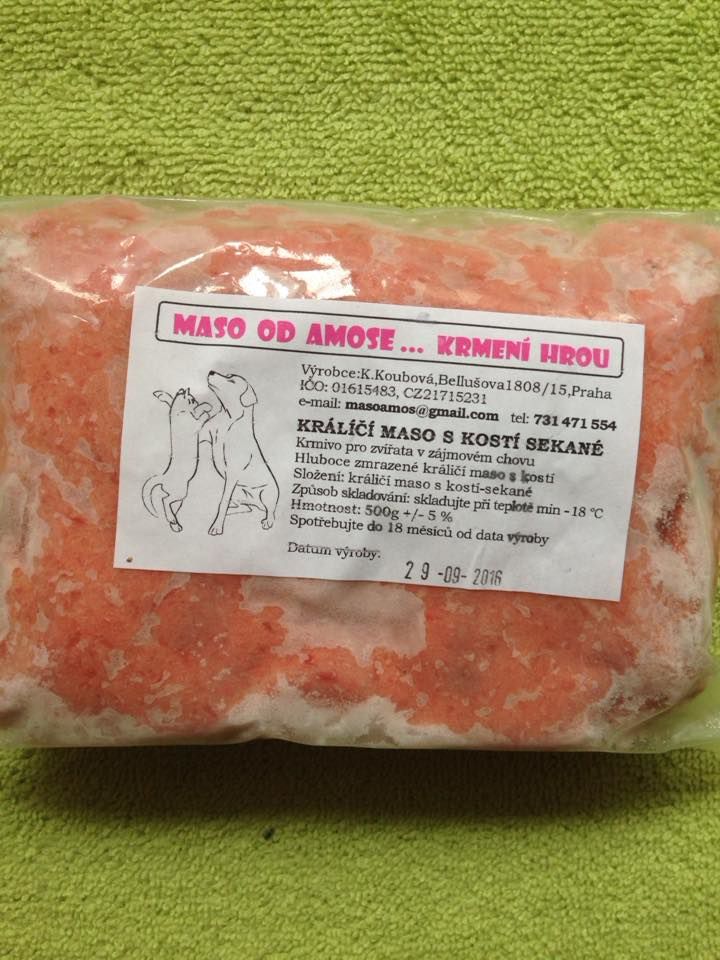 MASO OD AMOSE... KRMENÍ HROU
Výrobce:K.Koubová,Bellušova1808/15,Praha
IČO: 01615483, CZ21715231
e-mail: masoamos@gmail.com tel: 731 471 554
KRÁLÍČÍ MASO S KOSTÍ SEKANÉ
Krmivo pro zvířata v zájmovém chovu
Hluboce zmrazené králičí maso s kostí
Složení: králičí maso s kostí-sekané
Způsob skladování: skladujte při teplotě min - 18 °C
Hmotnost: 500g +/- 5 %
Spotřebujte do 18 měsíců od data výroby
Datum výroby:
29 -09- 2016